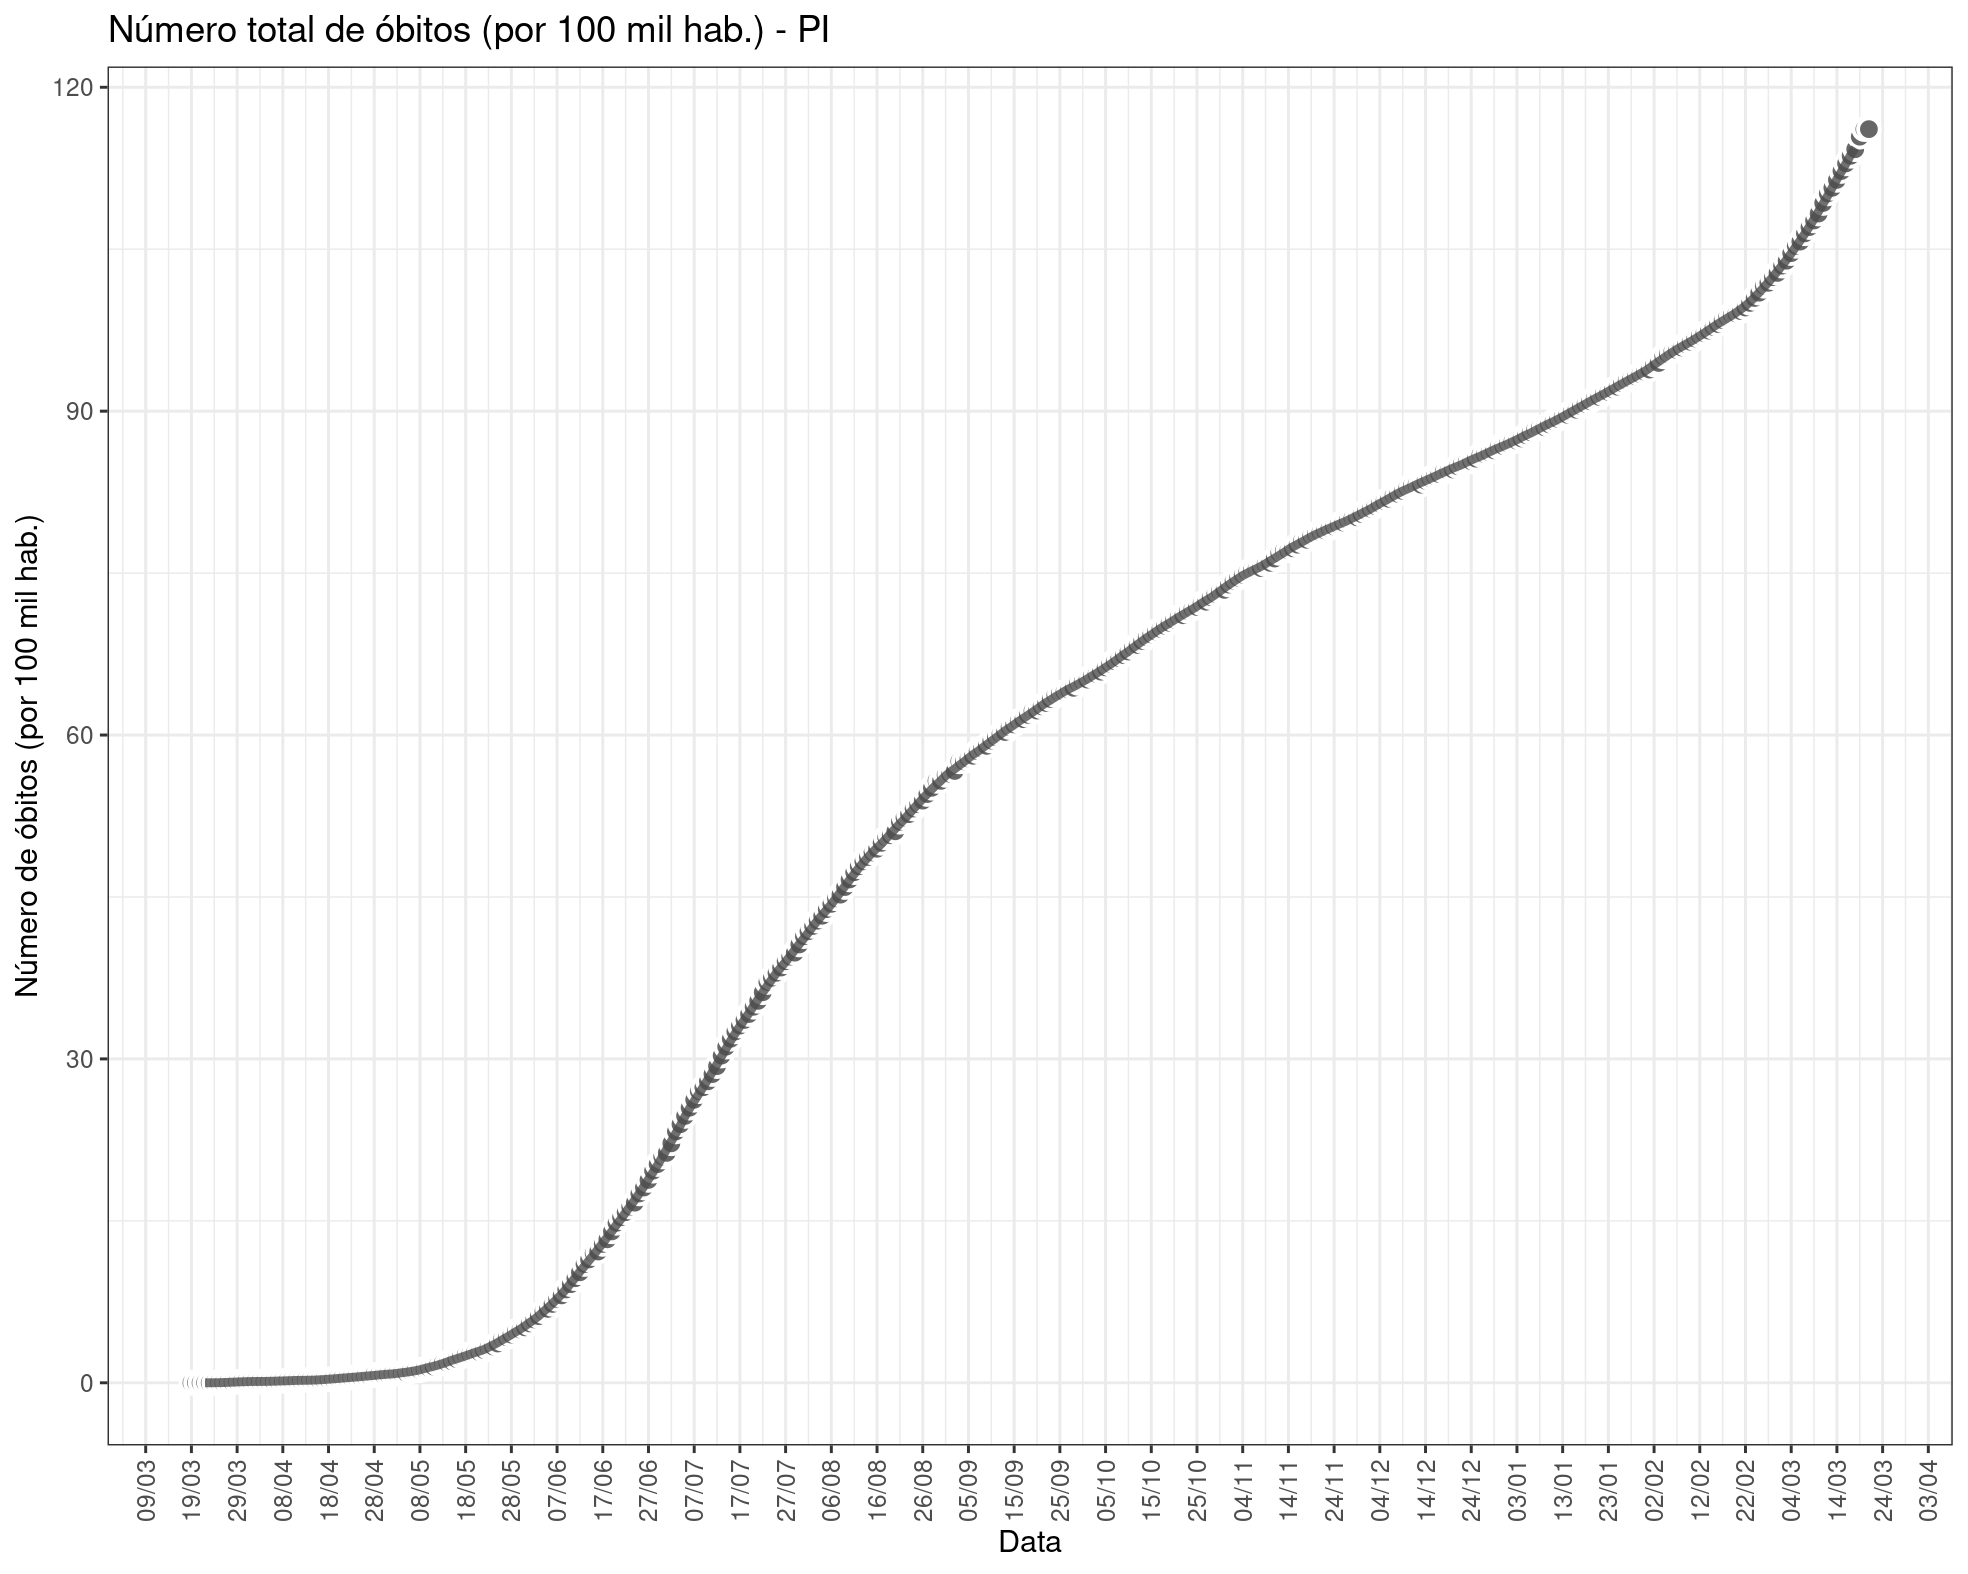 Número total de óbitos (por 100 mil hab.) - PI
Número de óbitos (por 100 mil hab.)
120
90
60
30
0
09/03 19/03 29/03 08/04 18/04 28/04 08/05 18/05 28/05 07/06 17/06 27/06 07/07 17/07 27/07 06/08 16/08 26/08 05/09 15/09 25/09 05/10 15/10 25/10 04/11 14/11 24/11 04/12 14/12 24/12 03/01 13/01 23/01 02/02 12/02 22/02 04/03 14/03 24/03 03/04
Data